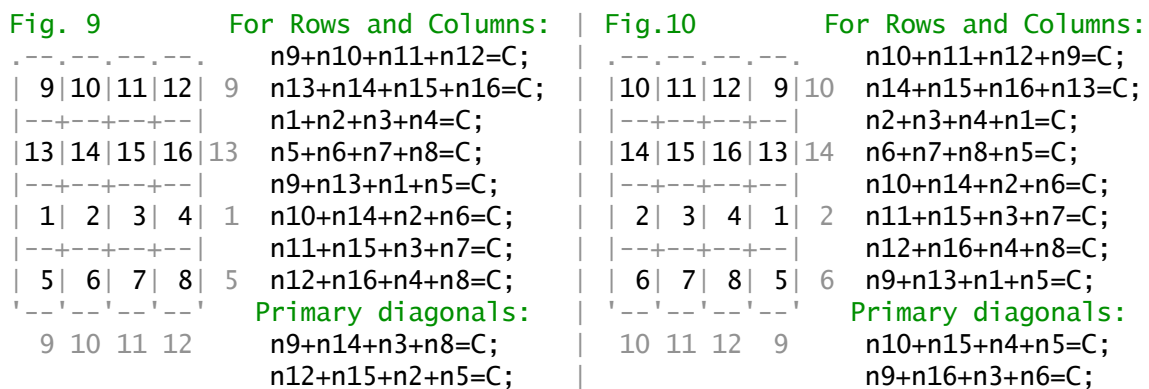 Fig. 9 For Rows and Columns: | Fig.10 For Rows and Columns:
.--.--.--.--. n9+n10+n11+n12=C; | .--.--.--.--. n10+n11+n12+n9=C;
| 9|10|11|12| 9 n13+n14+n15+n16=C; | |10|11|12| 9|10 n14+n15+n16+n13=C;
|--+--+--+--| n1+n2+n3+n4=C; | |--+--+--+--| n2+n3+n4+n1=C;
|13|14|15|16|13 n5+n6+n7+n8=C; | |14|15|16|13|14 n6+n7+n8+n5=C;
|--+--+--+--| n9+n13+n1+n5=C; | |--+--+--+--| n10+n14+n2+n6=C;
| 1| 2| 3| 4| 1 n10+n14+n2+n6=C; | | 2| 3| 4| 1| 2 n11+n15+n3+n7=C;
|--+--+--+--| n11+n15+n3+n7=C; | |--+--+--+--| n12+n16+n4+n8=C;
| 5| 6| 7| 8| 5 n12+n16+n4+n8=C; | | 6| 7| 8| 5| 6 n9+n13+n1+n5=C;
'--'--'--'--' Primary diagonals: | '--'--'--'--' Primary diagonals:
9 10 11 12 n9+n14+n3+n8=C; | 10 11 12 9 n10+n15+n4+n5=C;
n12+n15+n2+n5=C; | n9+n16+n3+n6=C;